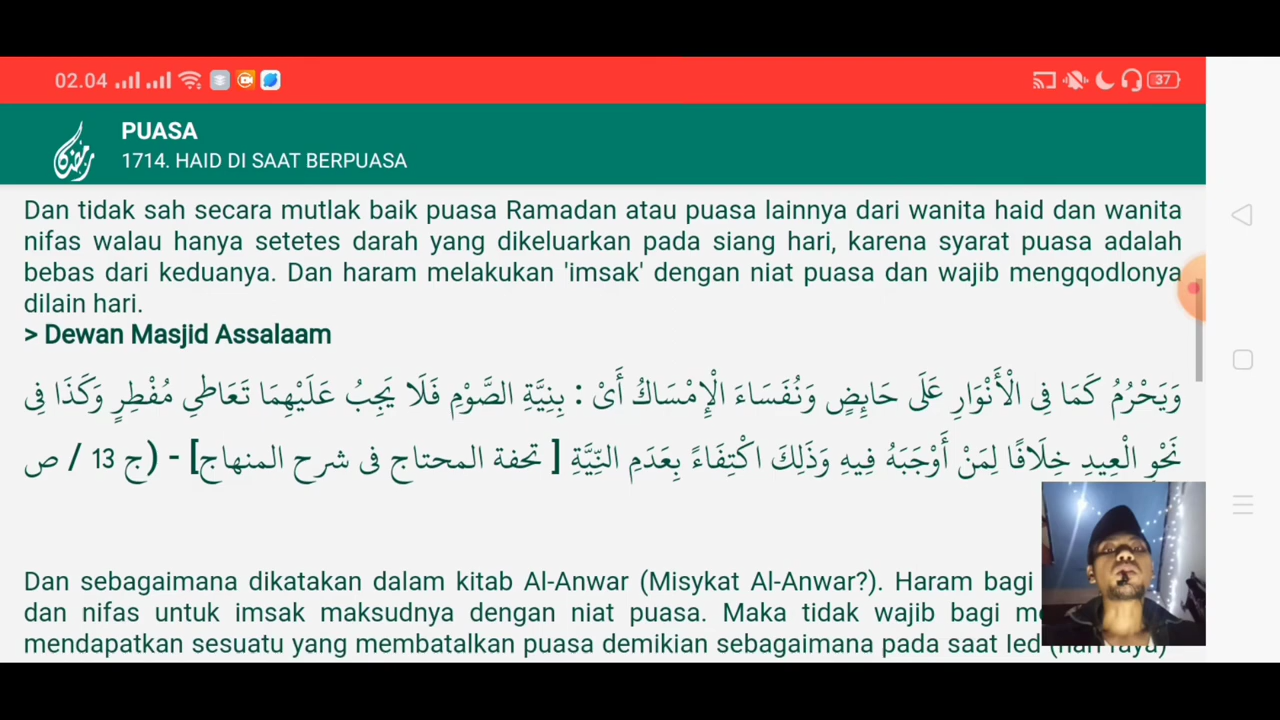 02.04
37
PUASA
1714. HAID DI SAAT BERPUASA
Dan tidak sah secara mutlak baik puasa Ramadan atau puasa lainnya dari wanita haid dan wanita
nifas walau hanya setetes darah yang dikeluarkan pada siang hari, karena syarat puasa adalah
bebas dari keduanya. Dan haram melakukan 'imsak' dengan niat puasa dan wajib mengqodlonya
dilain hari.
> Dewan Masjid Assalaam
وَيَحْرُمُ كَمَا فِى الْأَنْوَارِ عَلَى حَائِضٍ وَنُفَسَاءَ الْإِمْسَاكُ أَىْ : بِنِيَّةِ الصَّوْمِ فَلَا يَجِبُ عَلَيْهِمَا تَعَاطِي مُفْطِرٍ وَكَذَا فِى
نَحْوِ الْعِيدِ خِلَافًا لِمَنْ أَوْجَبَهُ فِيهِ وَذَلِكَ اكْتِفَاءً بِعَدَمِ النِّيَّةِ [ تحفة المحتاج فى شرح المنهاج] - (ج 13 / ص
Dan sebagaimana dikatakan dalam kitab Al-Anwar (Misykat Al-Anwar?). Haram bagi
dan nifas untuk imsak maksudnya dengan niat puasa. Maka tidak wajib bagi
mendapatkan sesuatu yang membatalkan puasa demikian sebagaimana pada saat Ied (hari raya)